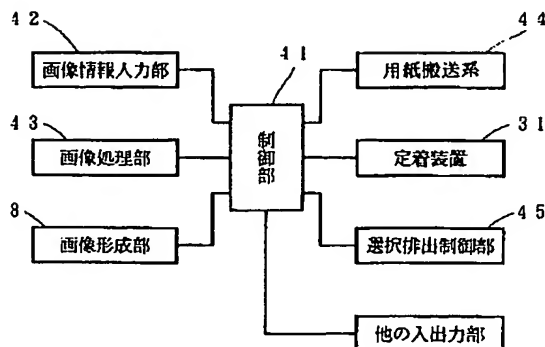 42
画像情報入力部
43
画像処理部
8
画像形成部
41
制御部
44
用紙搬送系
31
定着装置
45
選択排出制御部
他の入出力部